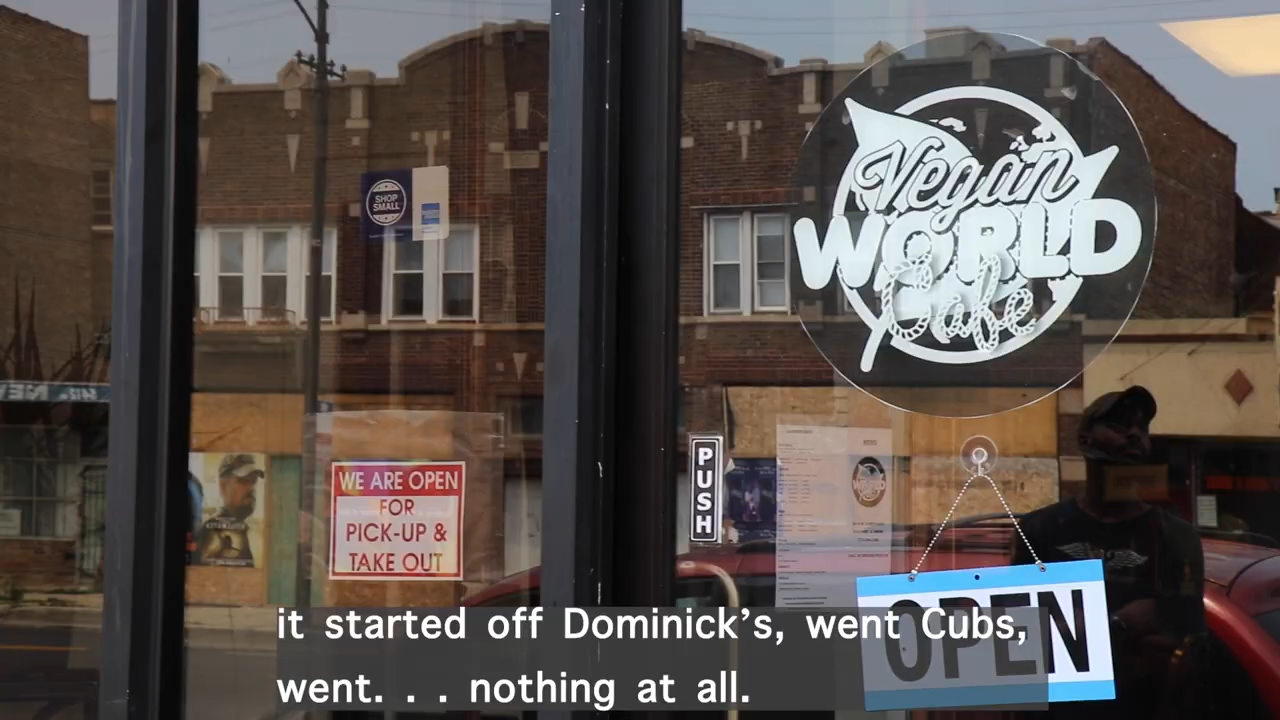 SHOP
SMALL
Vegan
WORLD
Cafe
WE ARE OPEN
FOR
PICK-UP &
TAKE OUT
PUSH
OPEN
it started off Dominick’s, went Cubs,
went. . . nothing at all.